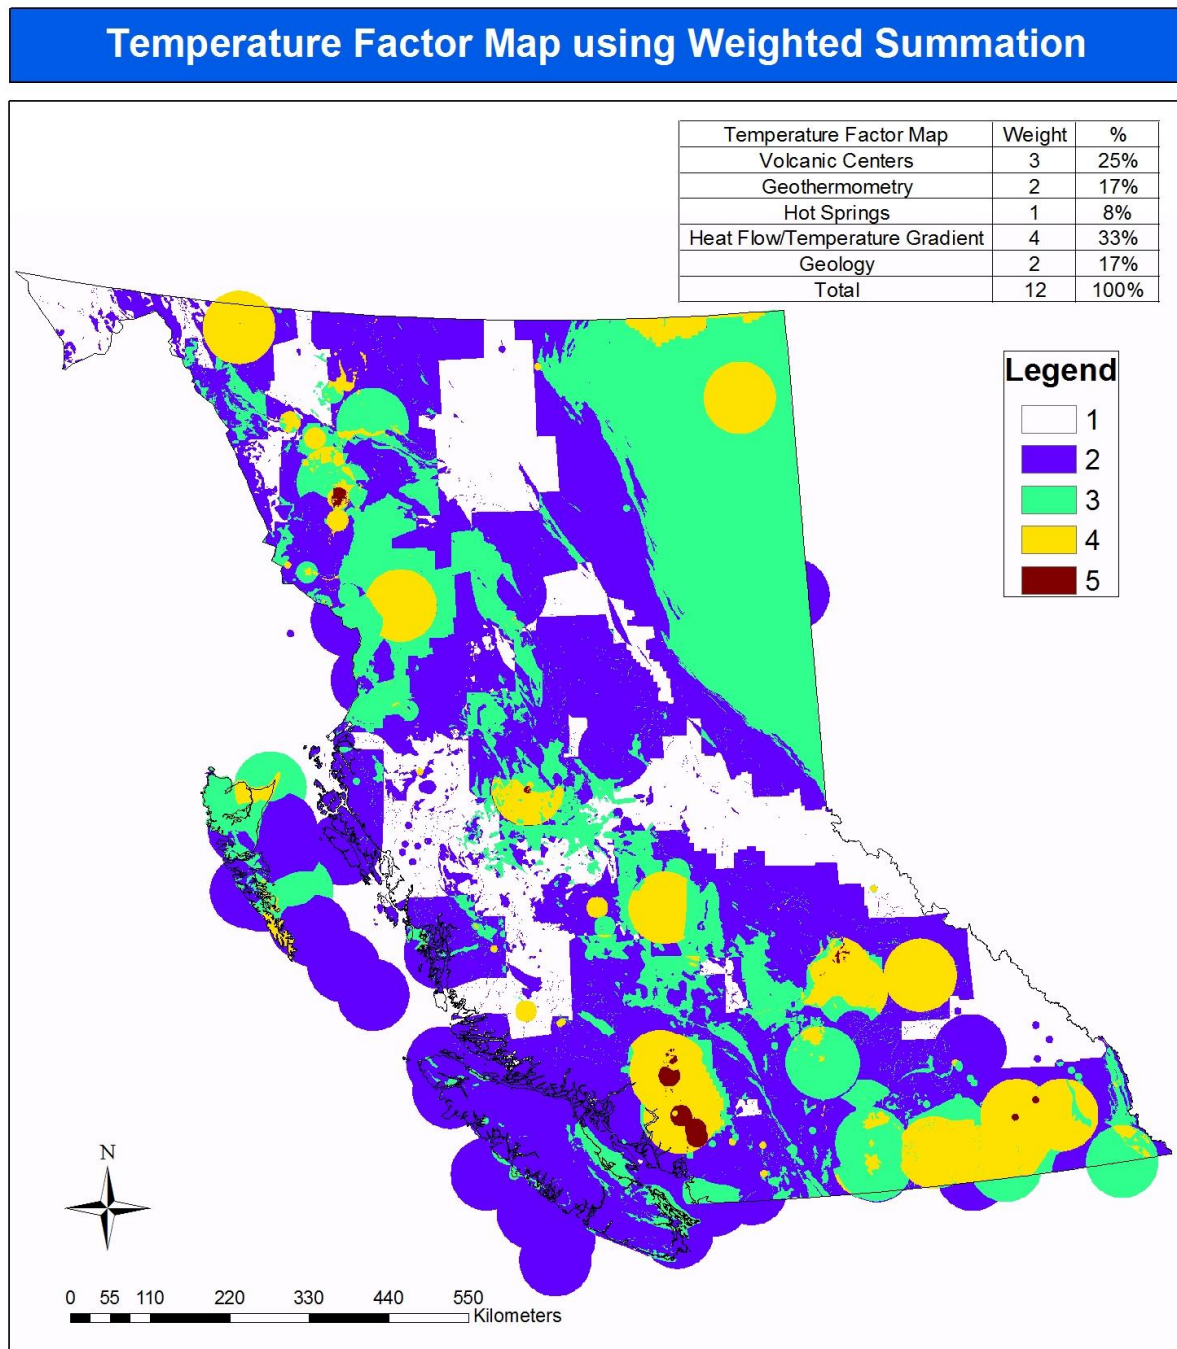 Temperature Factor Map using Weighted Summation
Temperature Factor Map Weight %
Volcanic Centers 3 25%
Geothermometry 2 17%
Hot Springs 1 8%
Heat Flow/Temperature Gradient 4 33%
Geology 2 17%
Total 12 100%
Legend
1
2
3
4
5
N
0 55 110 220 330 440 550
Kilometers